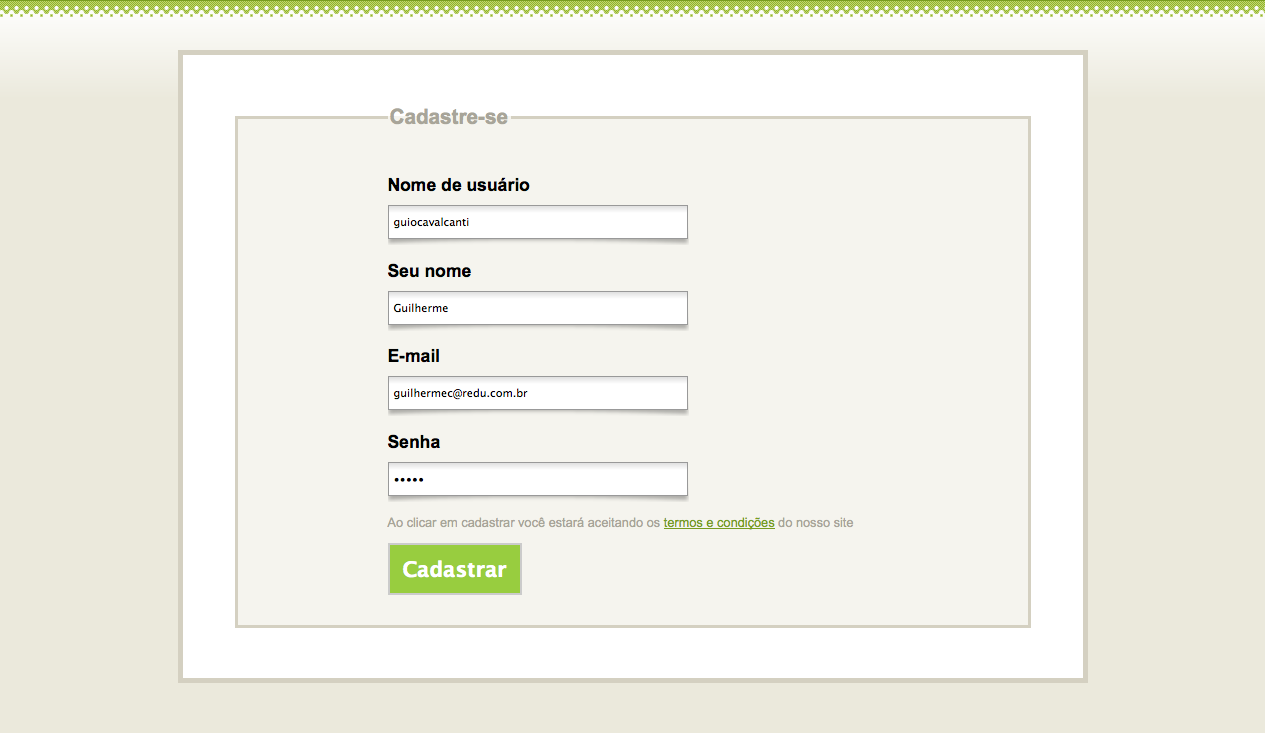 Cadastre-se
Nome de usuário
guiocavalcanti
Seu nome
Guilherme
E-mail
guilhermec@redu.com.br
Senha
•••••
Ao clicar em cadastrar você estará aceitando os termos e condições do nosso site
Cadastrar